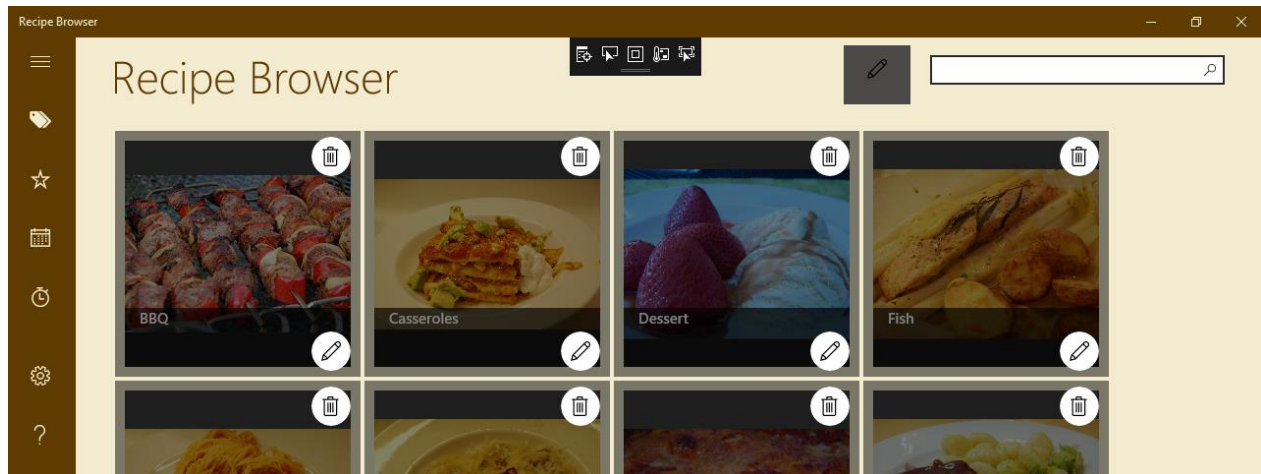 Recipe Browser
Recipe Browser
BBQ
Casseroles
Dessert
Fish